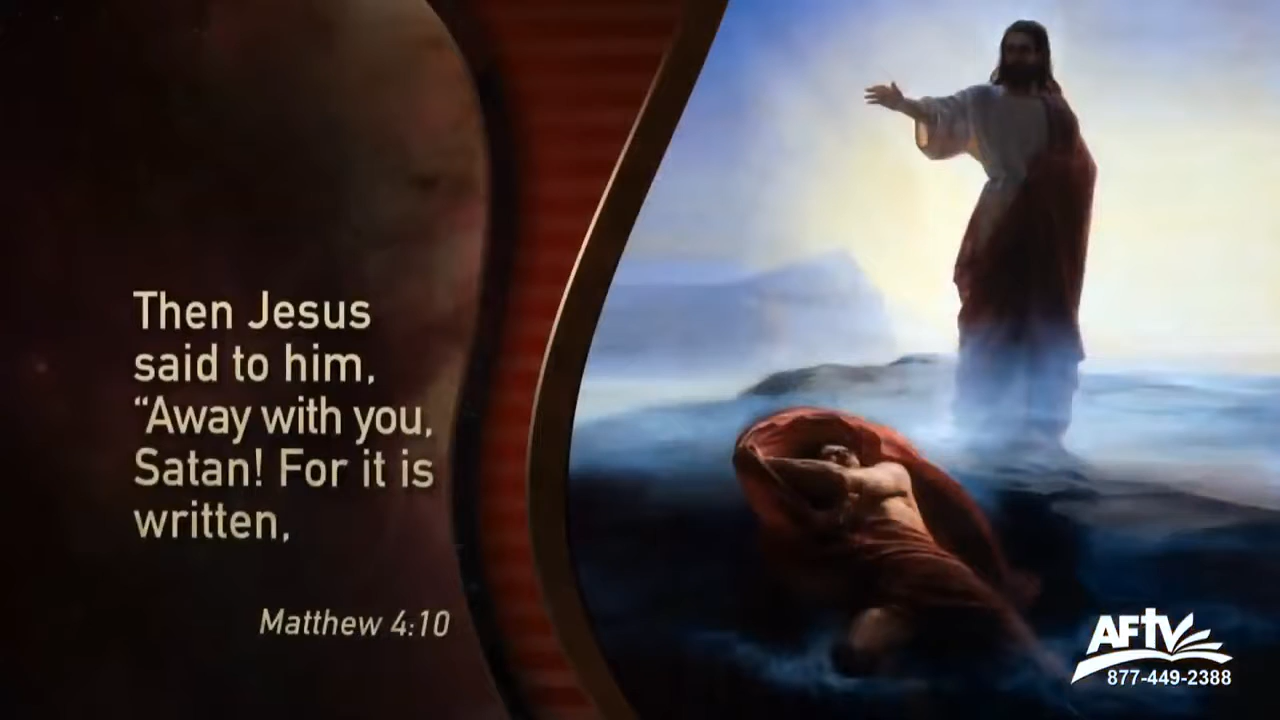 Then Jesus
said to him,
“Away with you,
Satan! For it is
written,
Matthew 4:10
AFTV
877-449-2388